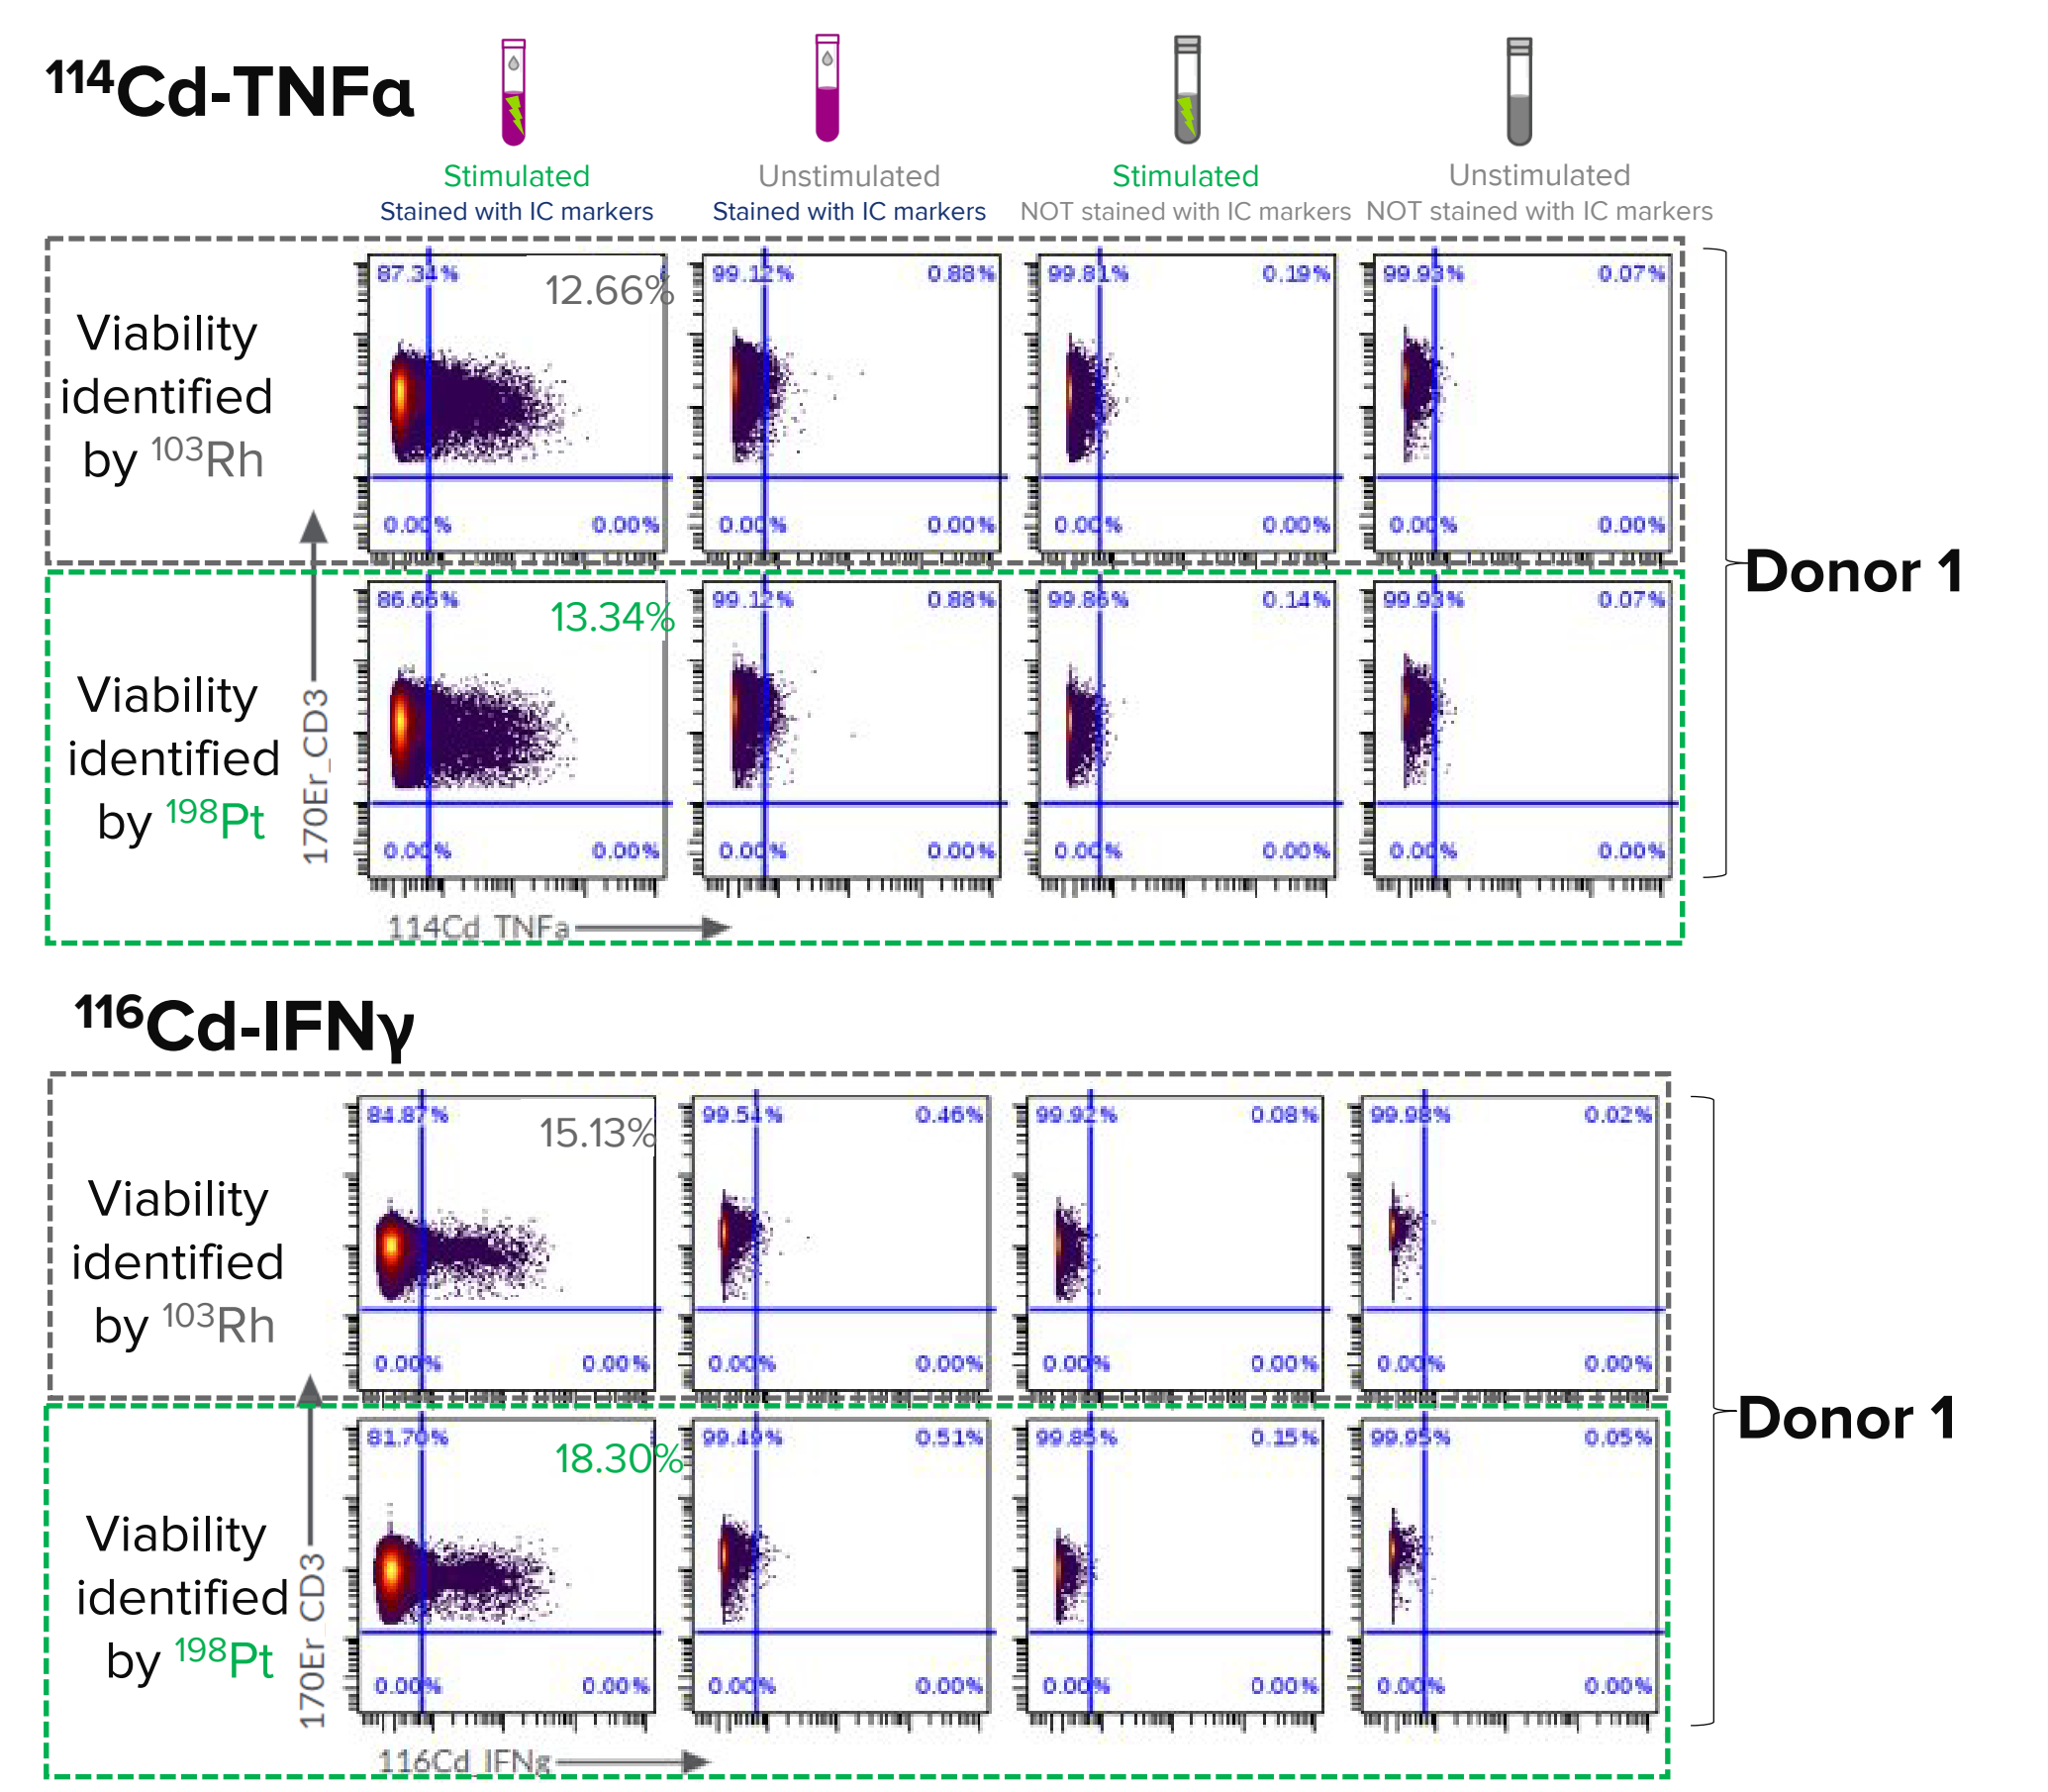 ¹¹⁴Cd-TNFα
Stimulated
Stained with IC markers
Unstimulated
Stained with IC markers
Stimulated
NOT stained with IC markers
Unstimulated
NOT stained with IC markers
Viability
identified
by ¹⁰³Rh
87.34% 12.66%
0.00% 0.00%
99.12% 0.88%
0.00% 0.00%
99.81% 0.19%
0.00% 0.00%
99.93% 0.07%
0.00% 0.00%
Viability
identified
by ¹⁹⁸Pt
86.66% 13.34%
0.00% 0.00%
99.12% 0.88%
0.00% 0.00%
99.86% 0.14%
0.00% 0.00%
99.93% 0.07%
0.00% 0.00%
170Er_CD3
114Cd_TNFa
Donor 1
¹¹⁶Cd-IFNγ
Viability
identified
by ¹⁰³Rh
84.87% 15.13%
0.00% 0.00%
99.54% 0.46%
0.00% 0.00%
99.92% 0.08%
0.00% 0.00%
99.98% 0.02%
0.00% 0.00%
Viability
identified
by ¹⁹⁸Pt
81.70% 18.30%
0.00% 0.00%
99.49% 0.51%
0.00% 0.00%
99.85% 0.15%
0.00% 0.00%
99.95% 0.05%
0.00% 0.00%
170Er_CD3
116Cd_IFNg
Donor 1